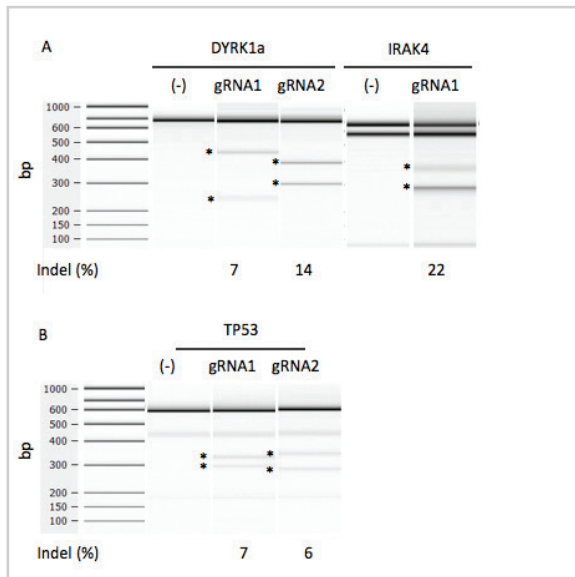 A
DYRK1a IRAK4
(-) gRNA1 gRNA2 (-) gRNA1
1000
600
500
400
300
200
150
100
bp
* * * * * *
Indel (%) 7 14 22
B
TP53
(-) gRNA1 gRNA2
1000
600
500
400
300
200
150
100
bp
* * * *
Indel (%) 7 6